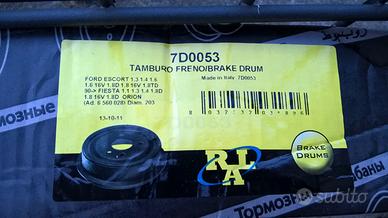 7D0053
TAMBURO FRENO/BRAKE DRUM
Made in Italy 7D0053
FORD ESCORT 1.3 1.4 1.6
1.6 16V 1.8D 1.8 16V 1.8TD
90-> FIESTA 1.1 1.3 1.4 1.8D
1.8 16V 1.8D ORION
(Ad. 6 560 028) Diam. 203
13-10-11
RAL
BRAKE
DRUMS
Тормозные
Тормозные
subito